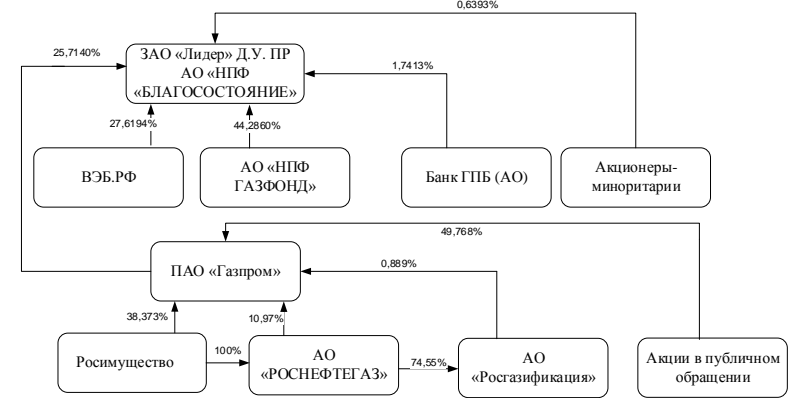 0,6393%
25,7140%
ЗАО «Лидер» Д.У. ПР
АО «НПФ
«БЛАГОСОСТОЯНИЕ»
1,7413%
27,6194%
44,2860%
ВЭБ.РФ
АО «НПФ
ГАЗФОНД»
Банк ГПБ (АО)
Акционеры-
миноритарии
49,768%
ПАО «Газпром»
0,889%
38,373%
10,97%
Росимущество
100%
АО
«РОСНЕФТЕГАЗ»
74,55%
АО
«Росгазификация»
Акции в публичном
обращении